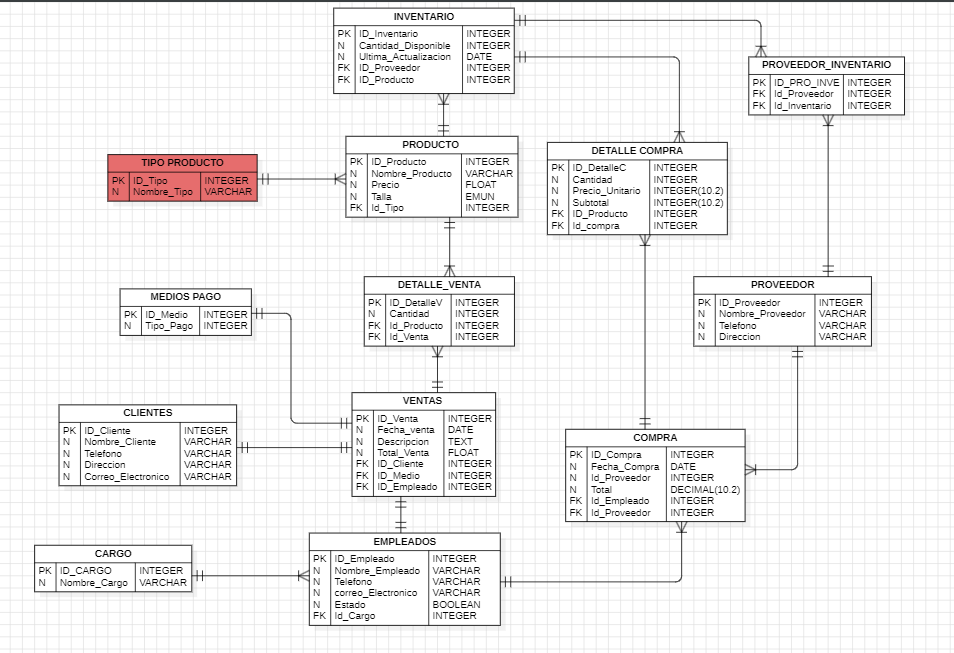 INVENTARIO
PK ID_Inventario INTEGER
N Cantidad_Disponible INTEGER
N Ultima_Actualizacion DATE
FK ID_Proveedor INTEGER
FK ID_Producto INTEGER
PROVEEDOR_INVENTARIO
PK ID_PRO_INVE INTEGER
FK Id_Proveedor INTEGER
FK Id_Inventario INTEGER
PRODUCTO
PK ID_Producto INTEGER
N Nombre_Producto VARCHAR
N Precio FLOAT
N Talla EMUN
FK Id_Tipo INTEGER
DETALLE COMPRA
PK ID_DetalleC INTEGER
N Cantidad INTEGER
N Precio_Unitario INTEGER(10.2)
N Subtotal INTEGER(10.2)
FK ID_Producto INTEGER
FK Id_compra INTEGER
TIPO PRODUCTO
PK ID_Tipo INTEGER
N Nombre_Tipo VARCHAR
DETALLE_VENTA
PK ID_DetalleV INTEGER
N Cantidad INTEGER
FK Id_Producto INTEGER
FK Id_Venta INTEGER
PROVEEDOR
PK ID_Proveedor INTEGER
N Nombre_Proveedor VARCHAR
N Telefono VARCHAR
N Direccion VARCHAR
MEDIOS PAGO
PK ID_Medio INTEGER
N Tipo_Pago INTEGER
VENTAS
PK ID_Venta INTEGER
N Fecha_venta DATE
N Descripcion TEXT
N Total_Venta FLOAT
FK ID_Cliente INTEGER
FK ID_Medio INTEGER
FK ID_Empleado INTEGER
CLIENTES
PK ID_Cliente INTEGER
N Nombre_Cliente VARCHAR
N Telefono VARCHAR
N Direccion VARCHAR
N Correo_Electronico VARCHAR
COMPRA
PK ID_Compra INTEGER
N Fecha_Compra DATE
N Id_Proveedor INTEGER
N Total DECIMAL(10.2)
FK Id_Empleado INTEGER
FK Id_Proveedor INTEGER
EMPLEADOS
PK ID_Empleado INTEGER
N Nombre_Empleado VARCHAR
N Telefono VARCHAR
N correo_Electronico VARCHAR
N Estado BOOLEAN
FK Id_Cargo INTEGER
CARGO
PK ID_CARGO INTEGER
N Nombre_Cargo VARCHAR